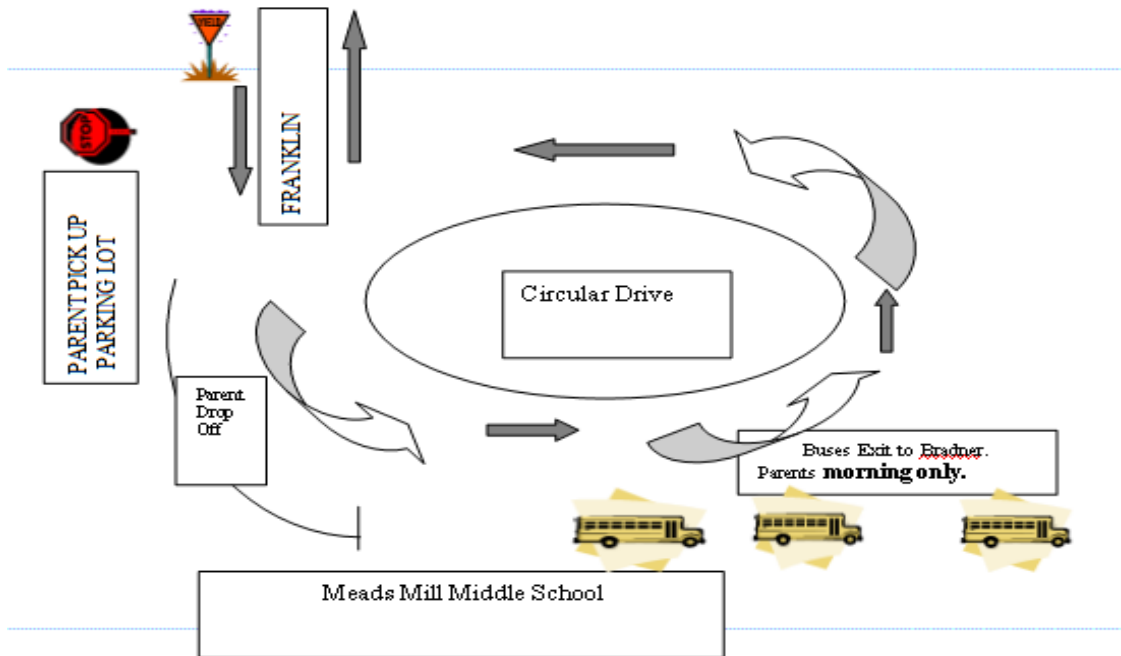 YIELD
FRANKLIN
STOP
PARENT PICK UP
PARKING LOT
Circular Drive
Parent
Drop
Off
Buses Exit to Bradner.
Parents morning only.
Meads Mill Middle School